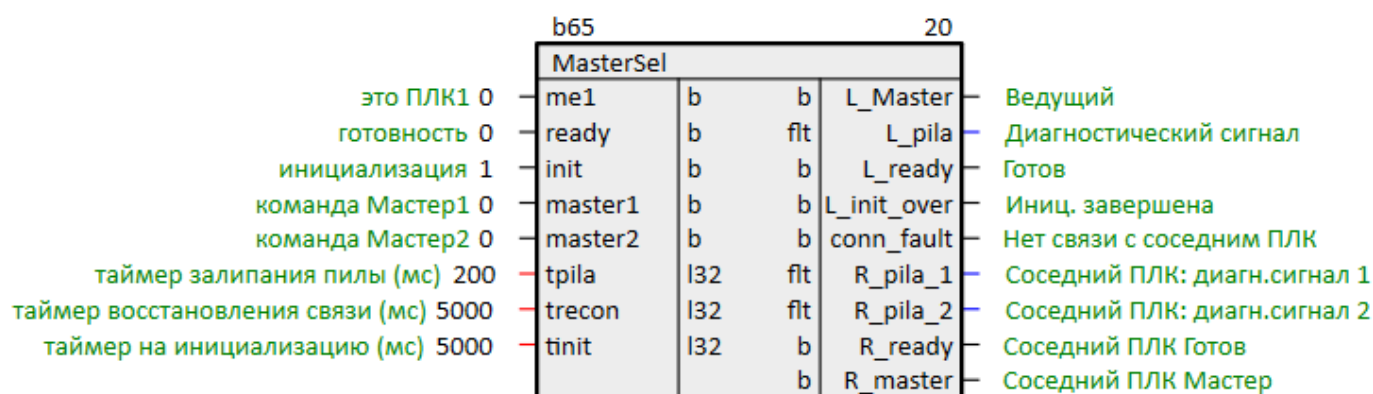 b65 20
MasterSel
это ПЛК1 0 me1 b b L_Master Ведущий
готовность 0 ready b flt L_pila Диагностический сигнал
инициализация 1 init b b L_ready Готов
команда Мастер1 0 master1 b b L_init_over Иниц. завершена
команда Мастер2 0 master2 b b conn_fault Нет связи с соседним ПЛК
таймер залипания пилы (мс) 200 tpila l32 flt R_pila_1 Соседний ПЛК: диагн.сигнал 1
таймер восстановления связи (мс) 5000 trecon l32 flt R_pila_2 Соседний ПЛК: диагн.сигнал 2
таймер на инициализацию (мс) 5000 tinit l32 b R_ready Соседний ПЛК Готов
b R_master Соседний ПЛК Мастер